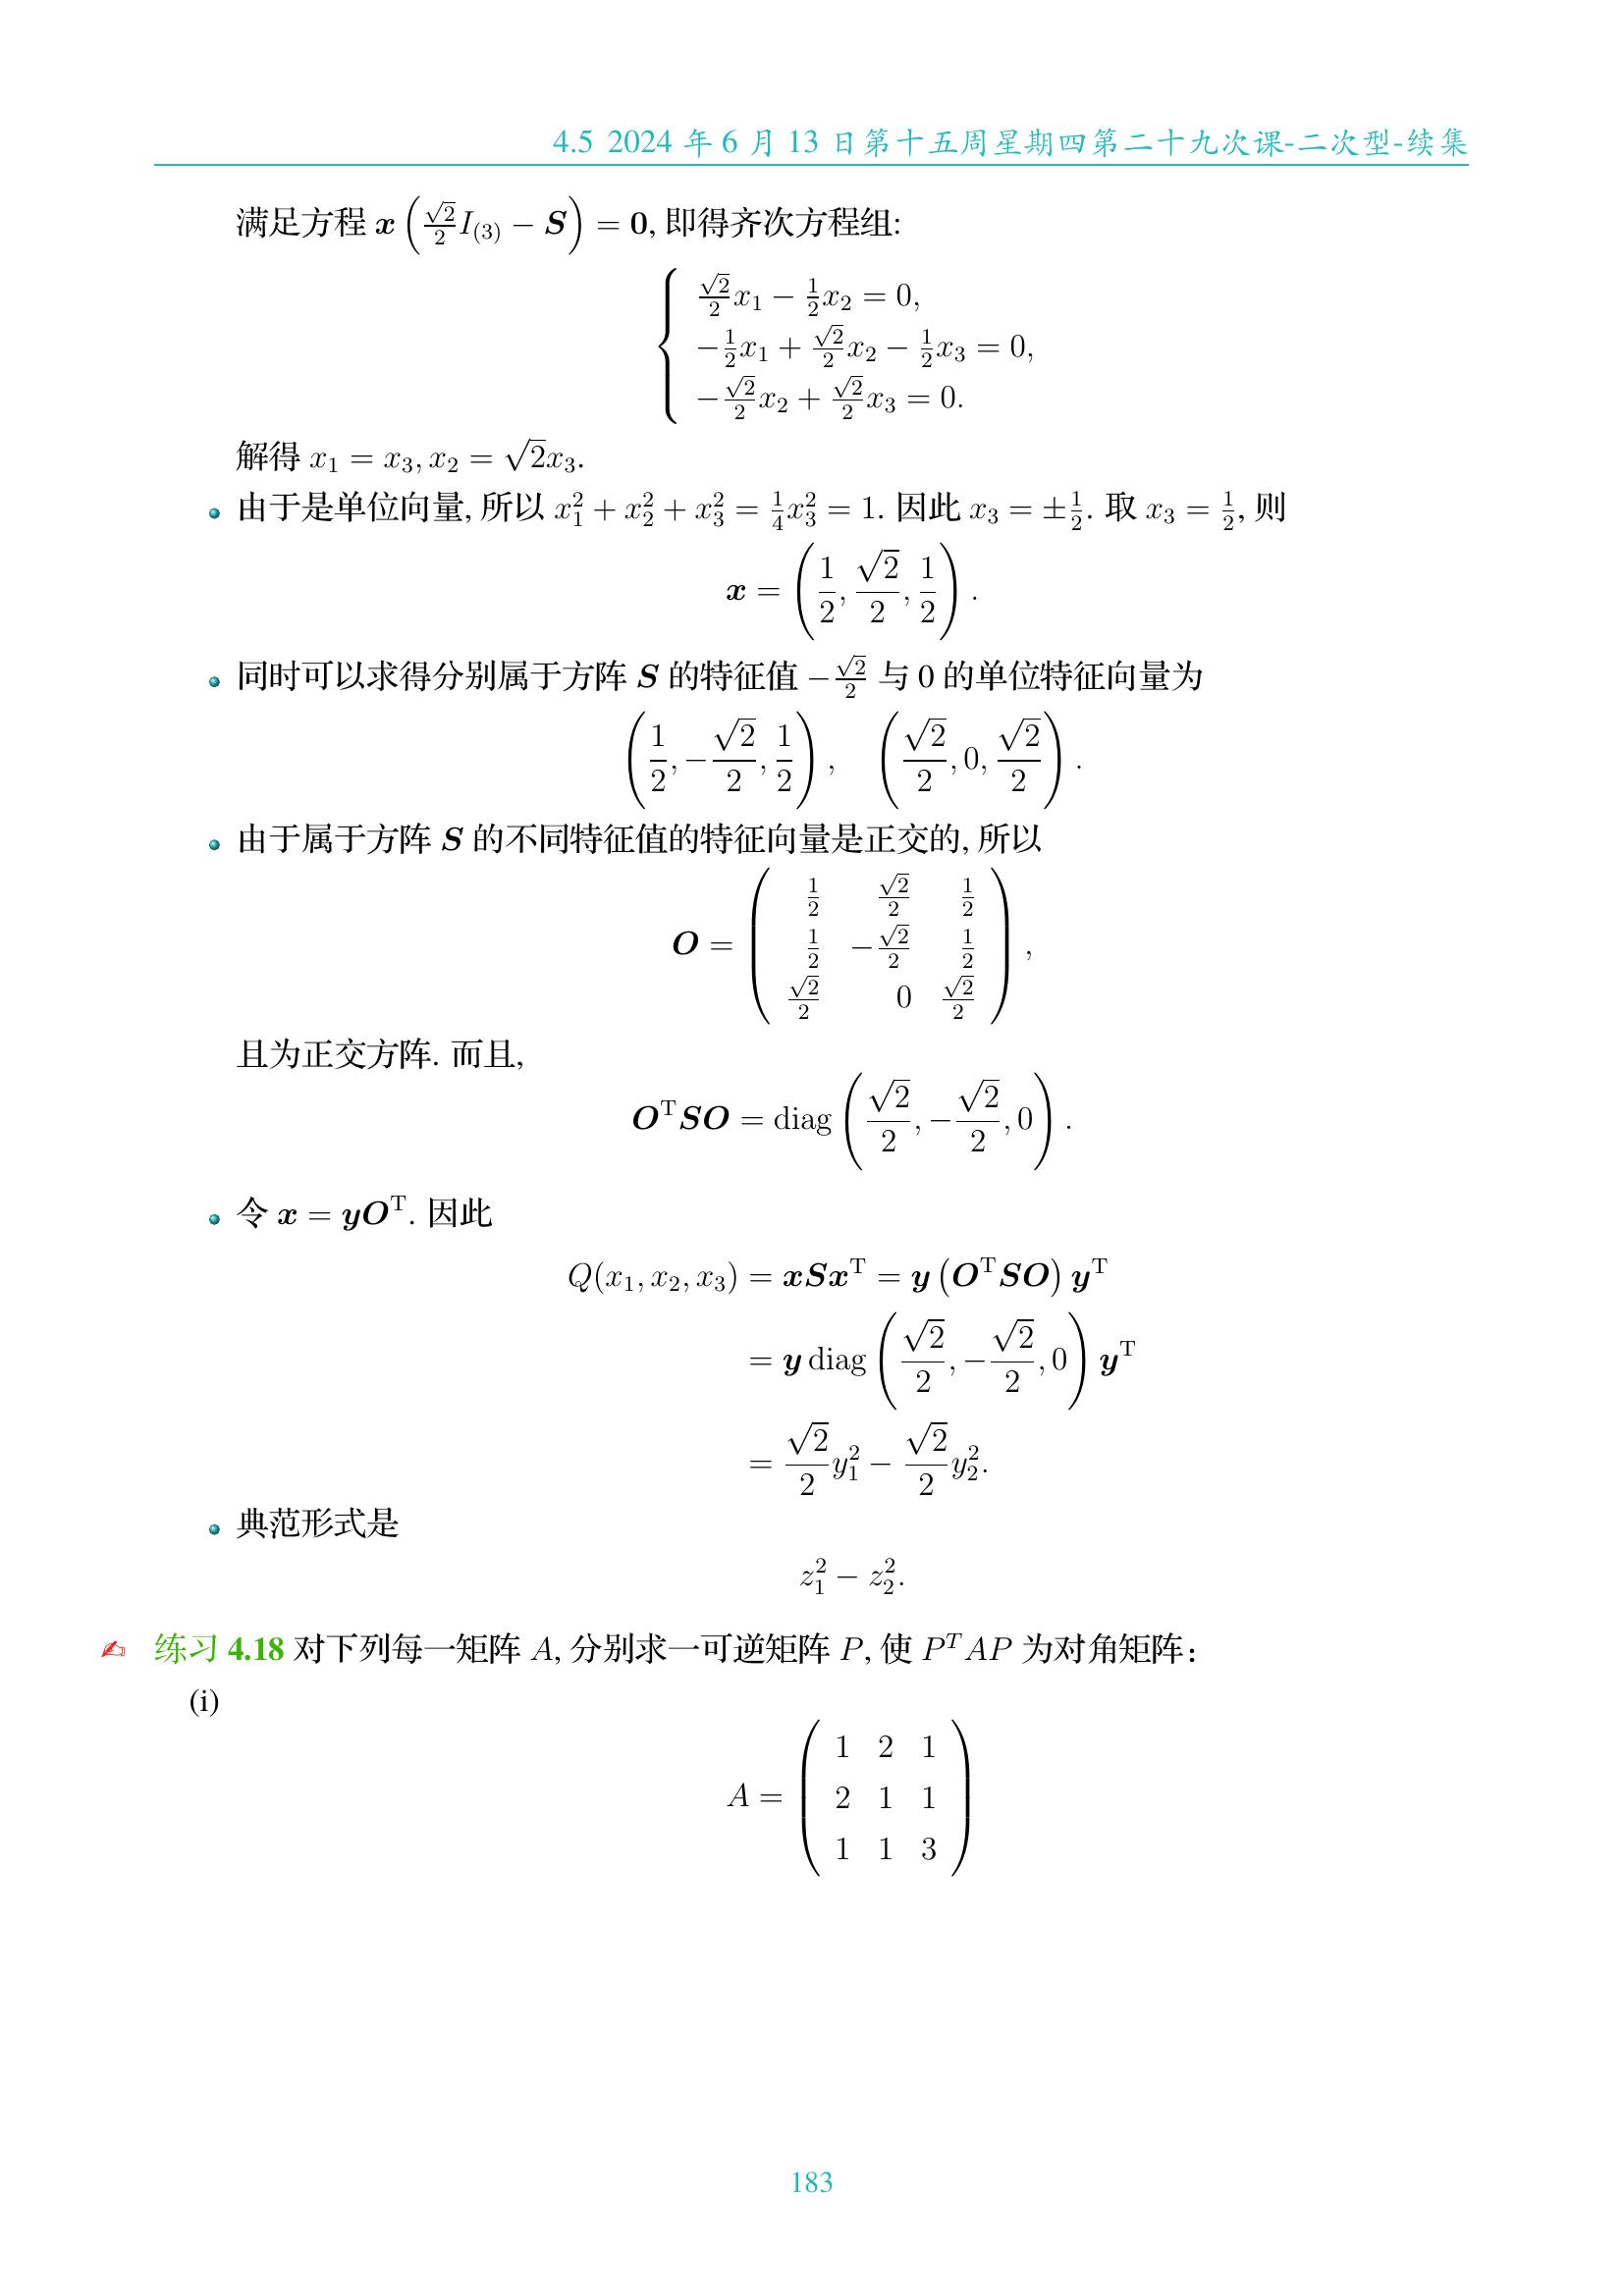 4.5 2024 年 6 月 13 日第十五周星期四第二十九次课-二次型-续集
满足方程 $\boldsymbol{x}\left(\frac{\sqrt{2}}{2}I_{(3)}-\boldsymbol{S}\right)=\boldsymbol{0}$, 即得齐次方程组:
$\begin{cases}\frac{\sqrt{2}}{2}x_1-\frac{1}{2}x_2=0,\\
-\frac{1}{2}x_1+\frac{\sqrt{2}}{2}x_2-\frac{1}{2}x_3=0,\\
-\frac{\sqrt{2}}{2}x_2+\frac{\sqrt{2}}{2}x_3=0.\end{cases}$
解得 $x_1=x_3, x_2=\sqrt{2}x_3$.
由于是单位向量, 所以 $x_1^2+x_2^2+x_3^2=\frac{1}{4}x_3^2=1$. 因此 $x_3=\pm\frac{1}{2}$. 取 $x_3=\frac{1}{2}$, 则
$\boldsymbol{x}=\left(\frac{1}{2},\frac{\sqrt{2}}{2},\frac{1}{2}\right).$
同时可以求得分别属于方阵 $\boldsymbol{S}$ 的特征值 $-\frac{\sqrt{2}}{2}$ 与 0 的单位特征向量为
$\left(\frac{1}{2},-\frac{\sqrt{2}}{2},\frac{1}{2}\right),\quad\left(\frac{\sqrt{2}}{2},0,\frac{\sqrt{2}}{2}\right).$
由于属于方阵 $\boldsymbol{S}$ 的不同特征值的特征向量是正交的, 所以
$\boldsymbol{O}=\begin{pmatrix}\frac{1}{2}&\frac{\sqrt{2}}{2}&\frac{1}{2}\\
\frac{1}{2}&-\frac{\sqrt{2}}{2}&\frac{1}{2}\\
\frac{\sqrt{2}}{2}&0&\frac{\sqrt{2}}{2}\end{pmatrix},$
且为正交方阵. 而且,
$\boldsymbol{O}^{\mathrm{T}}\boldsymbol{S}\boldsymbol{O}=\mathrm{diag}\left(\frac{\sqrt{2}}{2},-\frac{\sqrt{2}}{2},0\right).$
令 $\boldsymbol{x}=\boldsymbol{y}\boldsymbol{O}^{\mathrm{T}}$. 因此
$Q(x_1,x_2,x_3)=\boldsymbol{x}\boldsymbol{S}\boldsymbol{x}^{\mathrm{T}}=\boldsymbol{y}\left(\boldsymbol{O}^{\mathrm{T}}\boldsymbol{S}\boldsymbol{O}\right)\boldsymbol{y}^{\mathrm{T}}$
$=\boldsymbol{y}\,\mathrm{diag}\left(\frac{\sqrt{2}}{2},-\frac{\sqrt{2}}{2},0\right)\boldsymbol{y}^{\mathrm{T}}$
$=\frac{\sqrt{2}}{2}y_1^2-\frac{\sqrt{2}}{2}y_2^2.$
典范形式是
$z_1^2-z_2^2.$
练习 4.18 对下列每一矩阵 $A$, 分别求一可逆矩阵 $P$, 使 $P^TAP$ 为对角矩阵：
(i)
$A=\begin{pmatrix}1&2&1\\
2&1&1\\
1&1&3\end{pmatrix}$
183